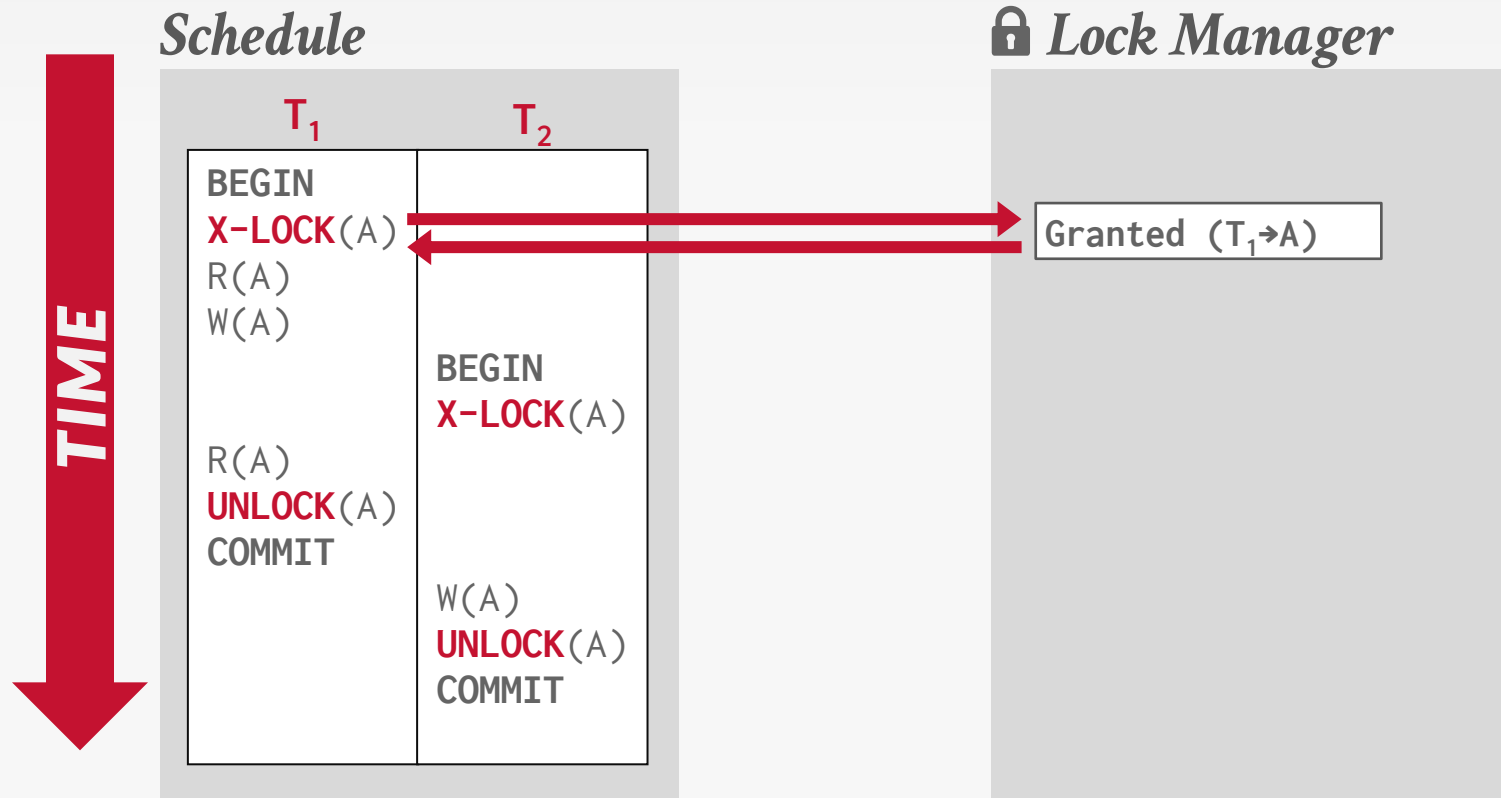 Schedule
Lock Manager
TIME
T₁ T₂
BEGIN
X-LOCK(A)
Granted (T₁→A)
R(A)
W(A)
BEGIN
X-LOCK(A)
R(A)
UNLOCK(A)
COMMIT
W(A)
UNLOCK(A)
COMMIT